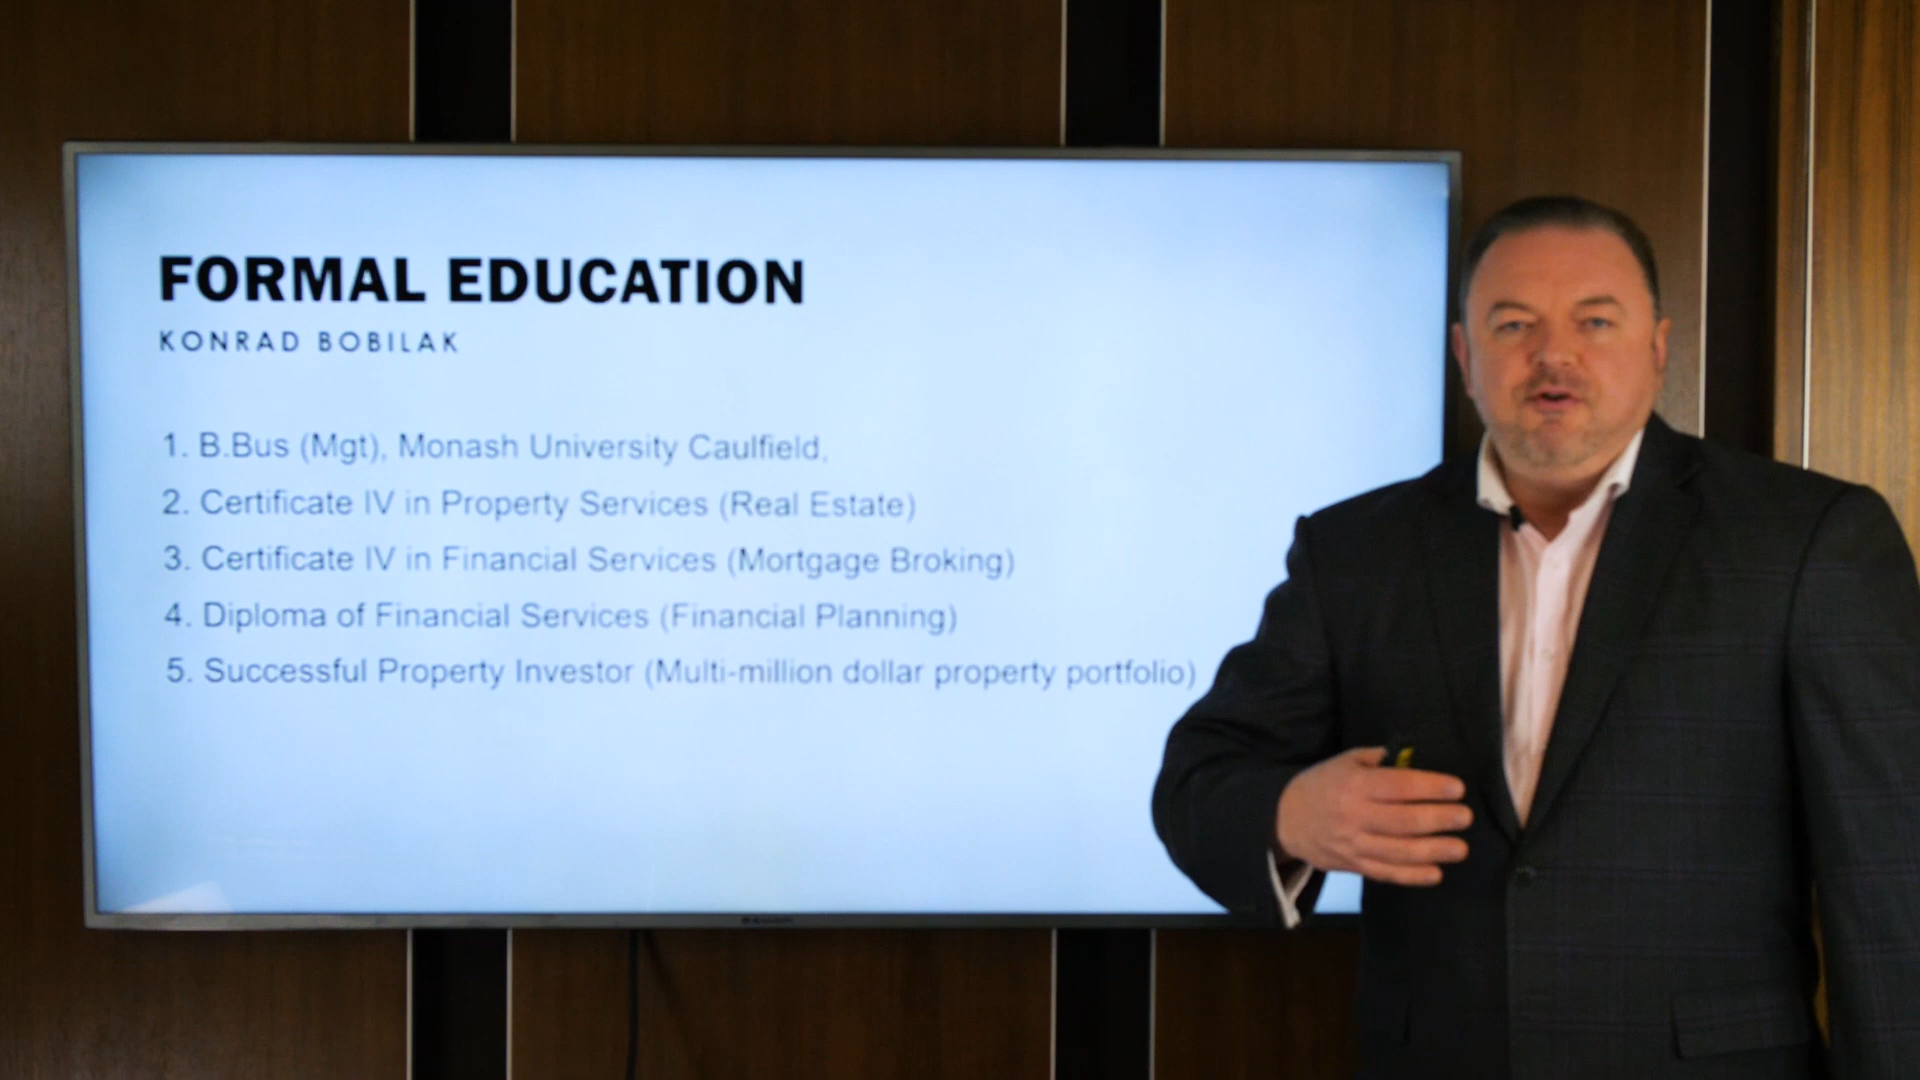 FORMAL EDUCATION
KONRAD BOBILAK
1. B.Bus (Mgt), Monash University Caulfield,
2. Certificate IV in Property Services (Real Estate)
3. Certificate IV in Financial Services (Mortgage Broking)
4. Diploma of Financial Services (Financial Planning)
5. Successful Property Investor (Multi-million dollar property portfolio)